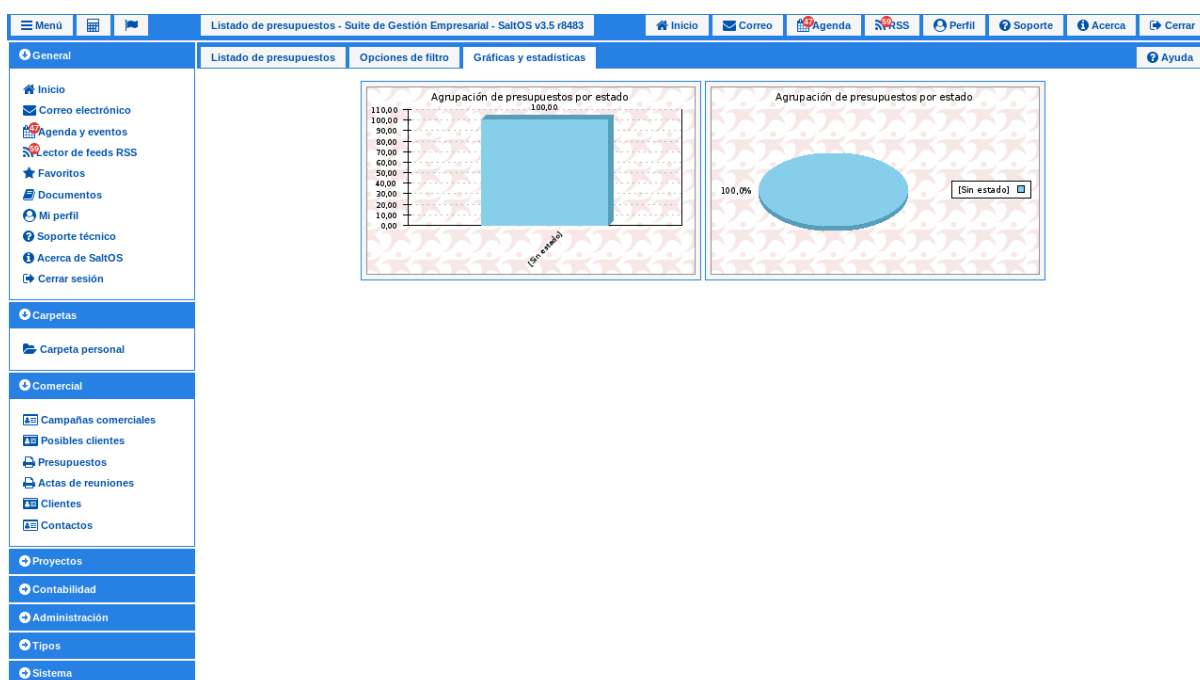 Menú
Listado de presupuestos - Suite de Gestión Empresarial - SaltOS v3.5 r8483
Inicio
Correo
47
Agenda
59
RSS
Perfil
Soporte
Acerca
Cerrar
General
Inicio
Correo electrónico
47
Agenda y eventos
59
Lector de feeds RSS
Favoritos
Documentos
Mi perfil
Soporte técnico
Acerca de SaltOS
Cerrar sesión
Carpetas
Carpeta personal
Comercial
Campañas comerciales
Posibles clientes
Presupuestos
Actas de reuniones
Clientes
Contactos
Proyectos
Contabilidad
Administración
Tipos
Sistema
Listado de presupuestos
Opciones de filtro
Gráficas y estadísticas
Ayuda
Agrupación de presupuestos por estado
100,00
110,00
100,00
90,00
80,00
70,00
60,00
50,00
40,00
30,00
20,00
10,00
0,00
[Sin estado]
Agrupación de presupuestos por estado
100,0%
[Sin estado]